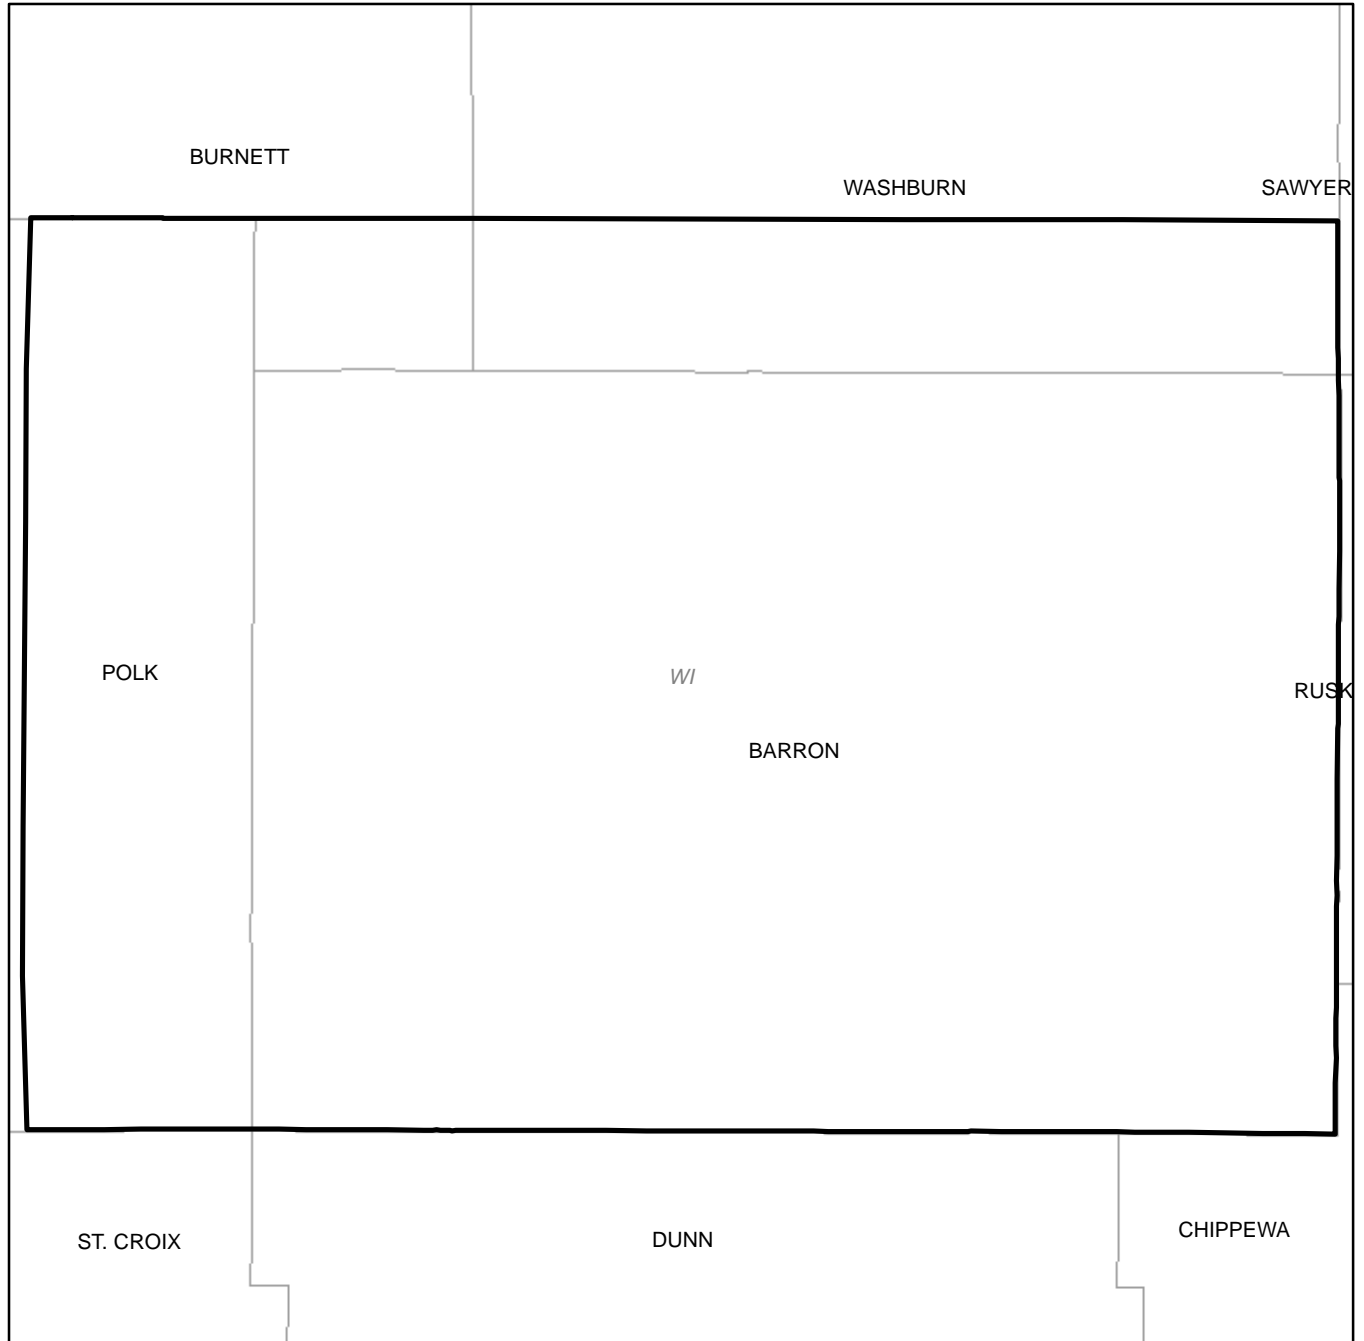 BURNETT
WASHBURN
SAWYER
POLK
WI
RUSK
BARRON
ST. CROIX
DUNN
CHIPPEWA